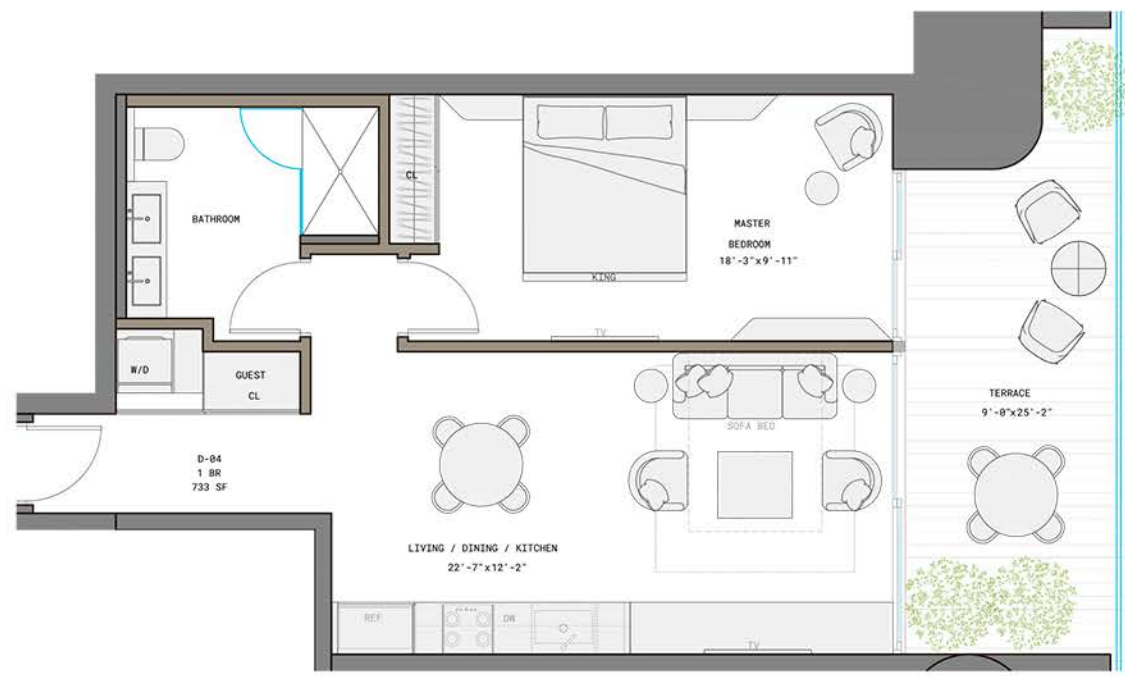 CL
BATHROOM
MASTER
BEDROOM
18'-3"x9'-11"
KING
TV
W/D
GUEST
CL
TERRACE
9'-0"x25'-2"
SOFA BED
D-04
1 BR
733 SF
LIVING / DINING / KITCHEN
22'-7"x12'-2"
REF
DW
TV